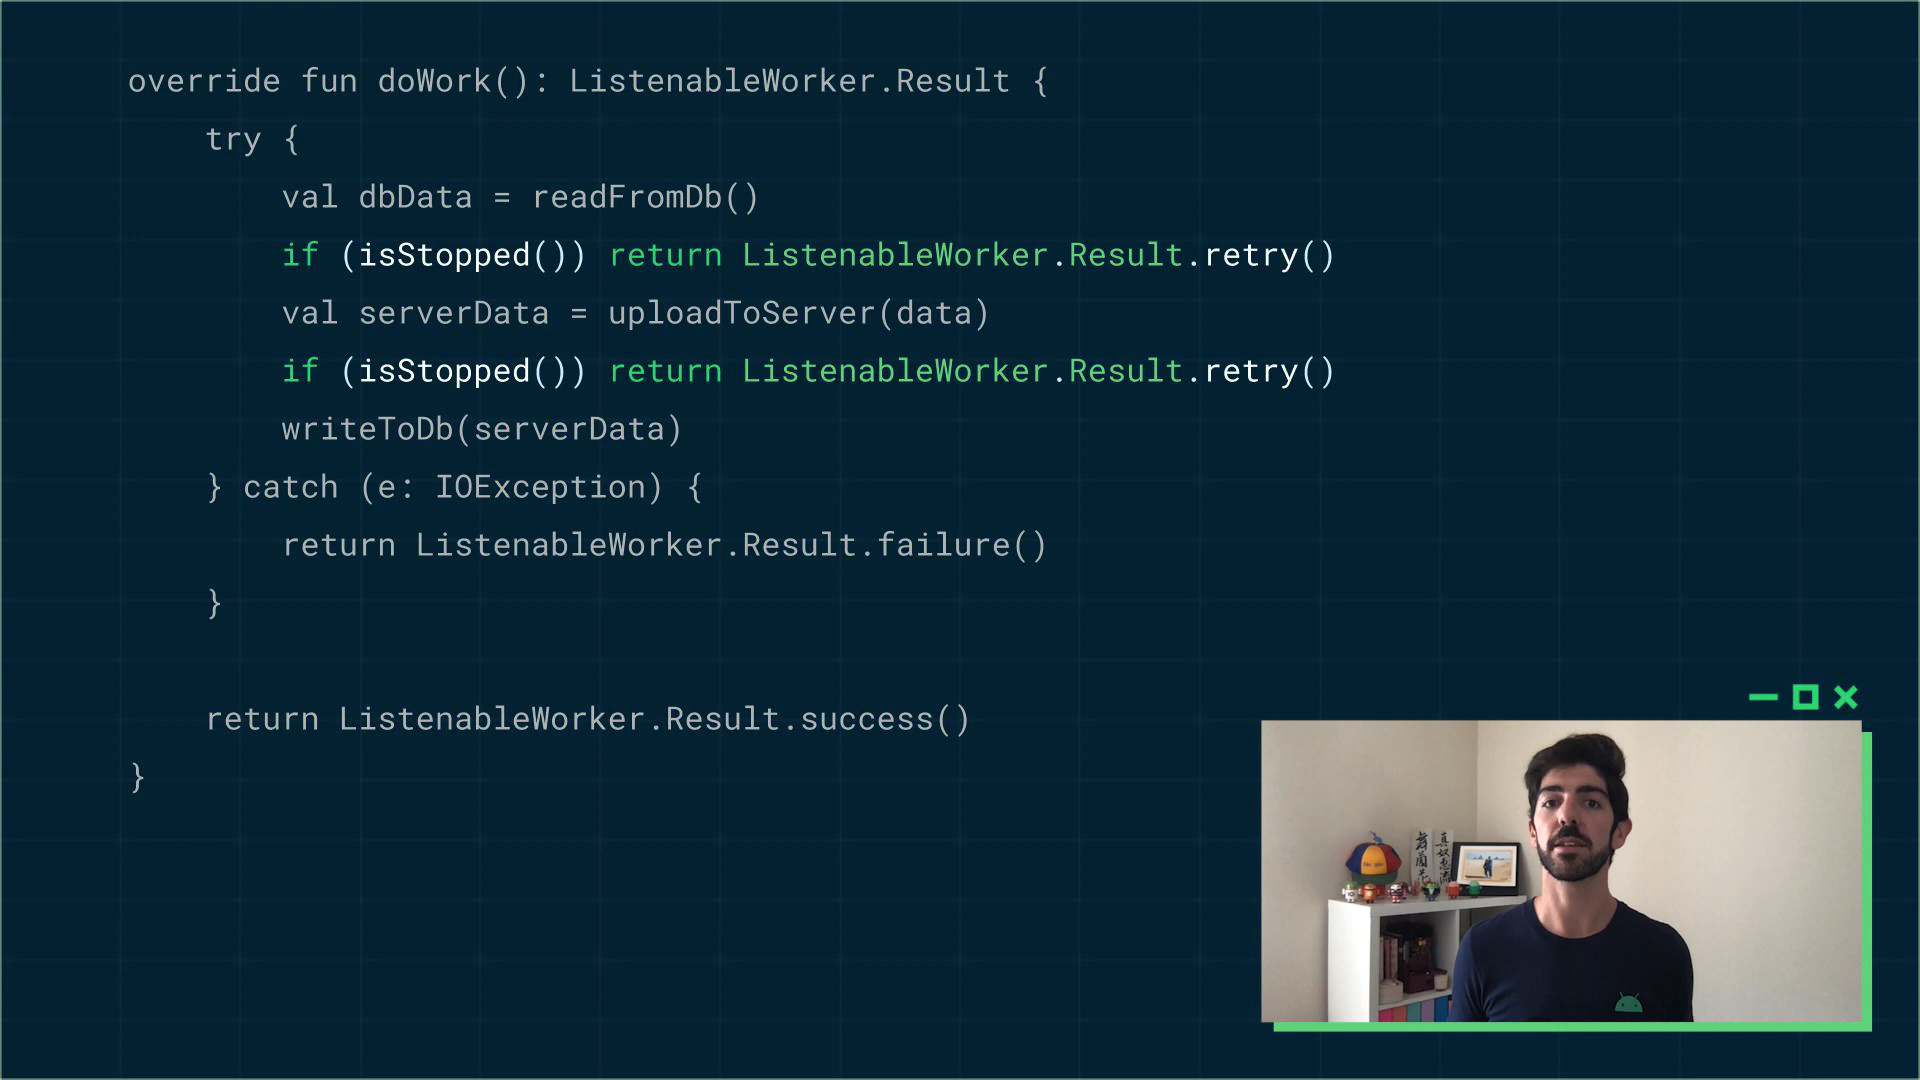 override fun doWork(): ListenableWorker.Result {
try {
val dbData = readFromDb()
if (isStopped()) return ListenableWorker.Result.retry()
val serverData = uploadToServer(data)
if (isStopped()) return ListenableWorker.Result.retry()
writeToDb(serverData)
} catch (e: IOException) {
return ListenableWorker.Result.failure()
}
return ListenableWorker.Result.success()
}